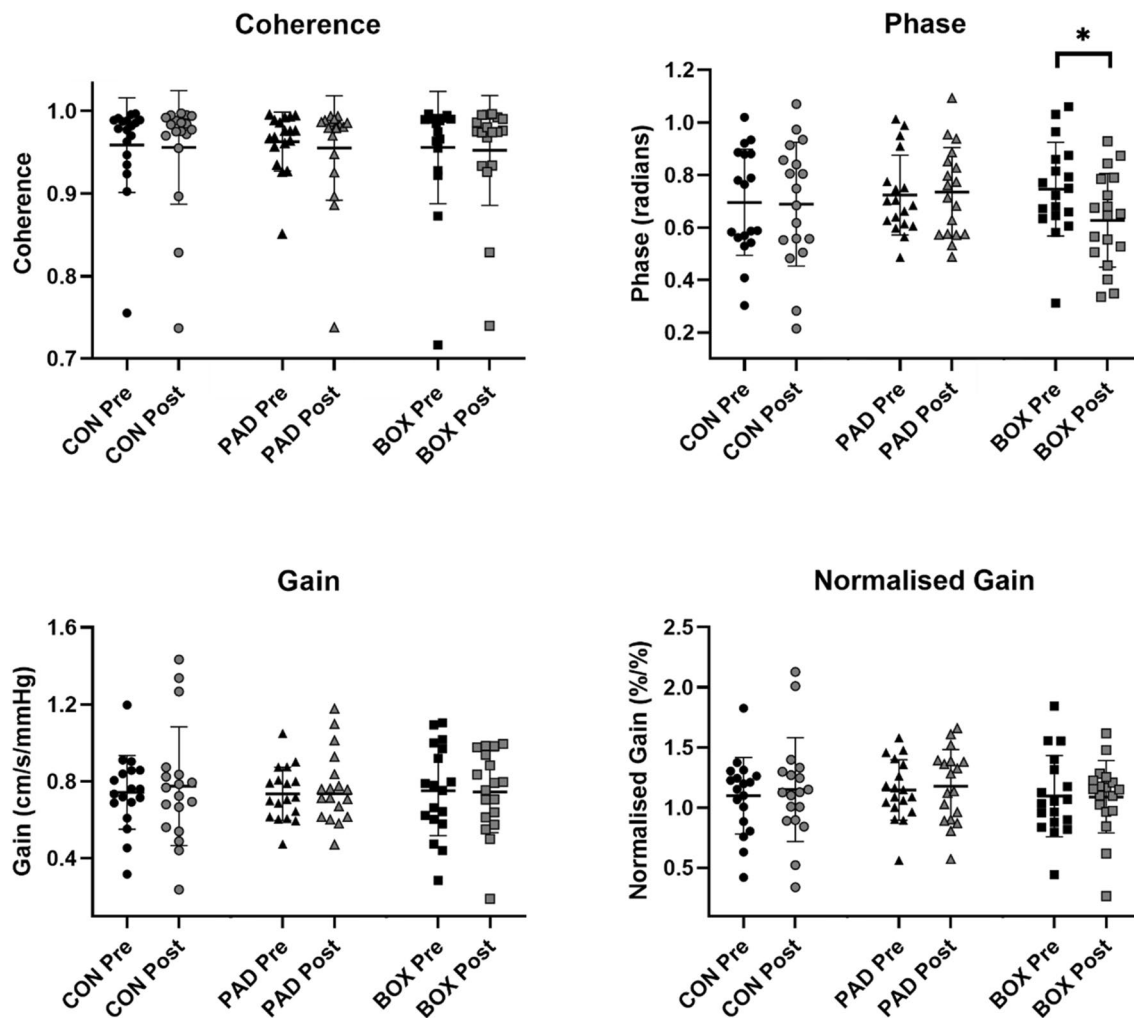 Coherence
Coherence
1.0
0.9
0.8
0.7
CON Pre
CON Post
PAD Pre
PAD Post
BOX Pre
BOX Post
Phase
*
Phase (radians)
1.2
1.0
0.8
0.6
0.4
0.2
CON Pre
CON Post
PAD Pre
PAD Post
BOX Pre
BOX Post
Gain
Gain (cm/s/mmHg)
1.6
1.2
0.8
0.4
CON Pre
CON Post
PAD Pre
PAD Post
BOX Pre
BOX Post
Normalised Gain
Normalised Gain (%/%)
2.5
2.0
1.5
1.0
0.5
CON Pre
CON Post
PAD Pre
PAD Post
BOX Pre
BOX Post